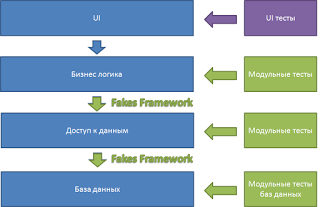 UI
UI тесты
Бизнес логика
Модульные тесты
Fakes Framework
Доступ к данным
Модульные тесты
Fakes Framework
База данных
Модульные тесты
баз данных